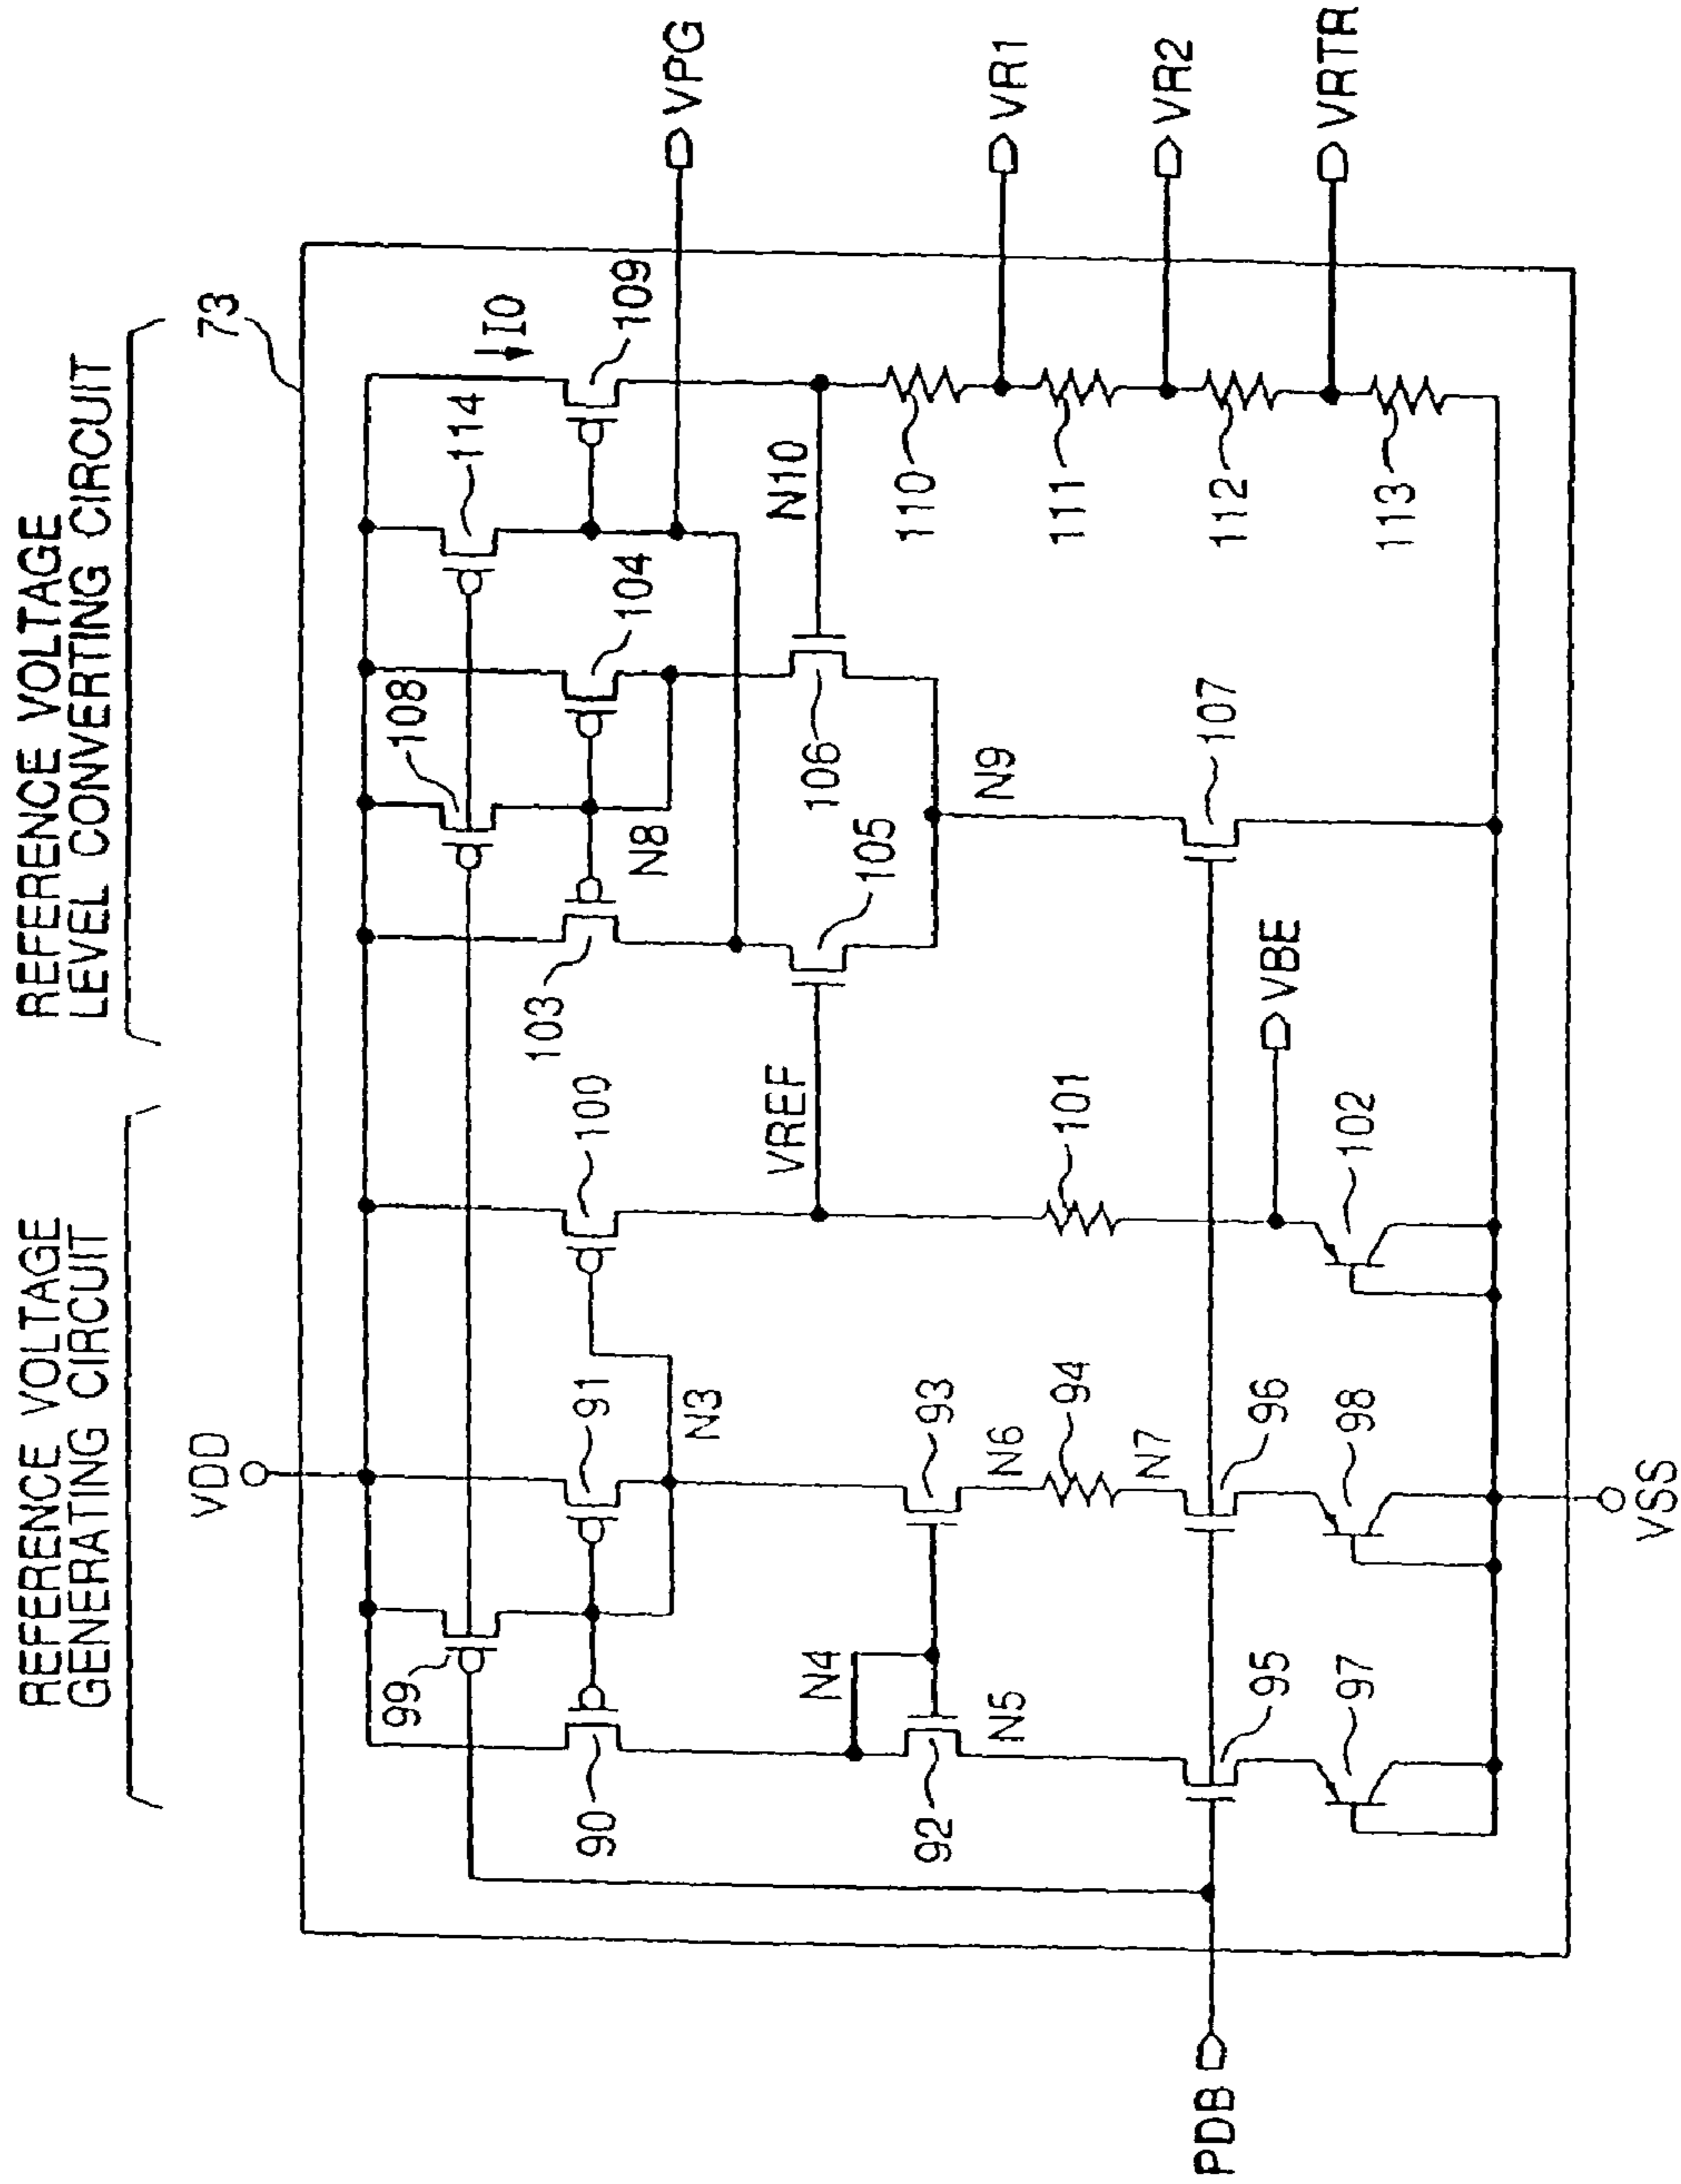 REFERENCE VOLTAGE
GENERATING CIRCUIT
REFERENCE VOLTAGE
LEVEL CONVERTING CIRCUIT
73
VDD
99
108
114
I0
90
91
100
103
104
109
N3
N8
VPG
N4
VREF
N10
92
93
105
106
110
N5
N6
N9
VR1
94
101
111
N7
VR2
PDB
95
96
107
112
VBE
97
98
102
113
VRTR
VSS